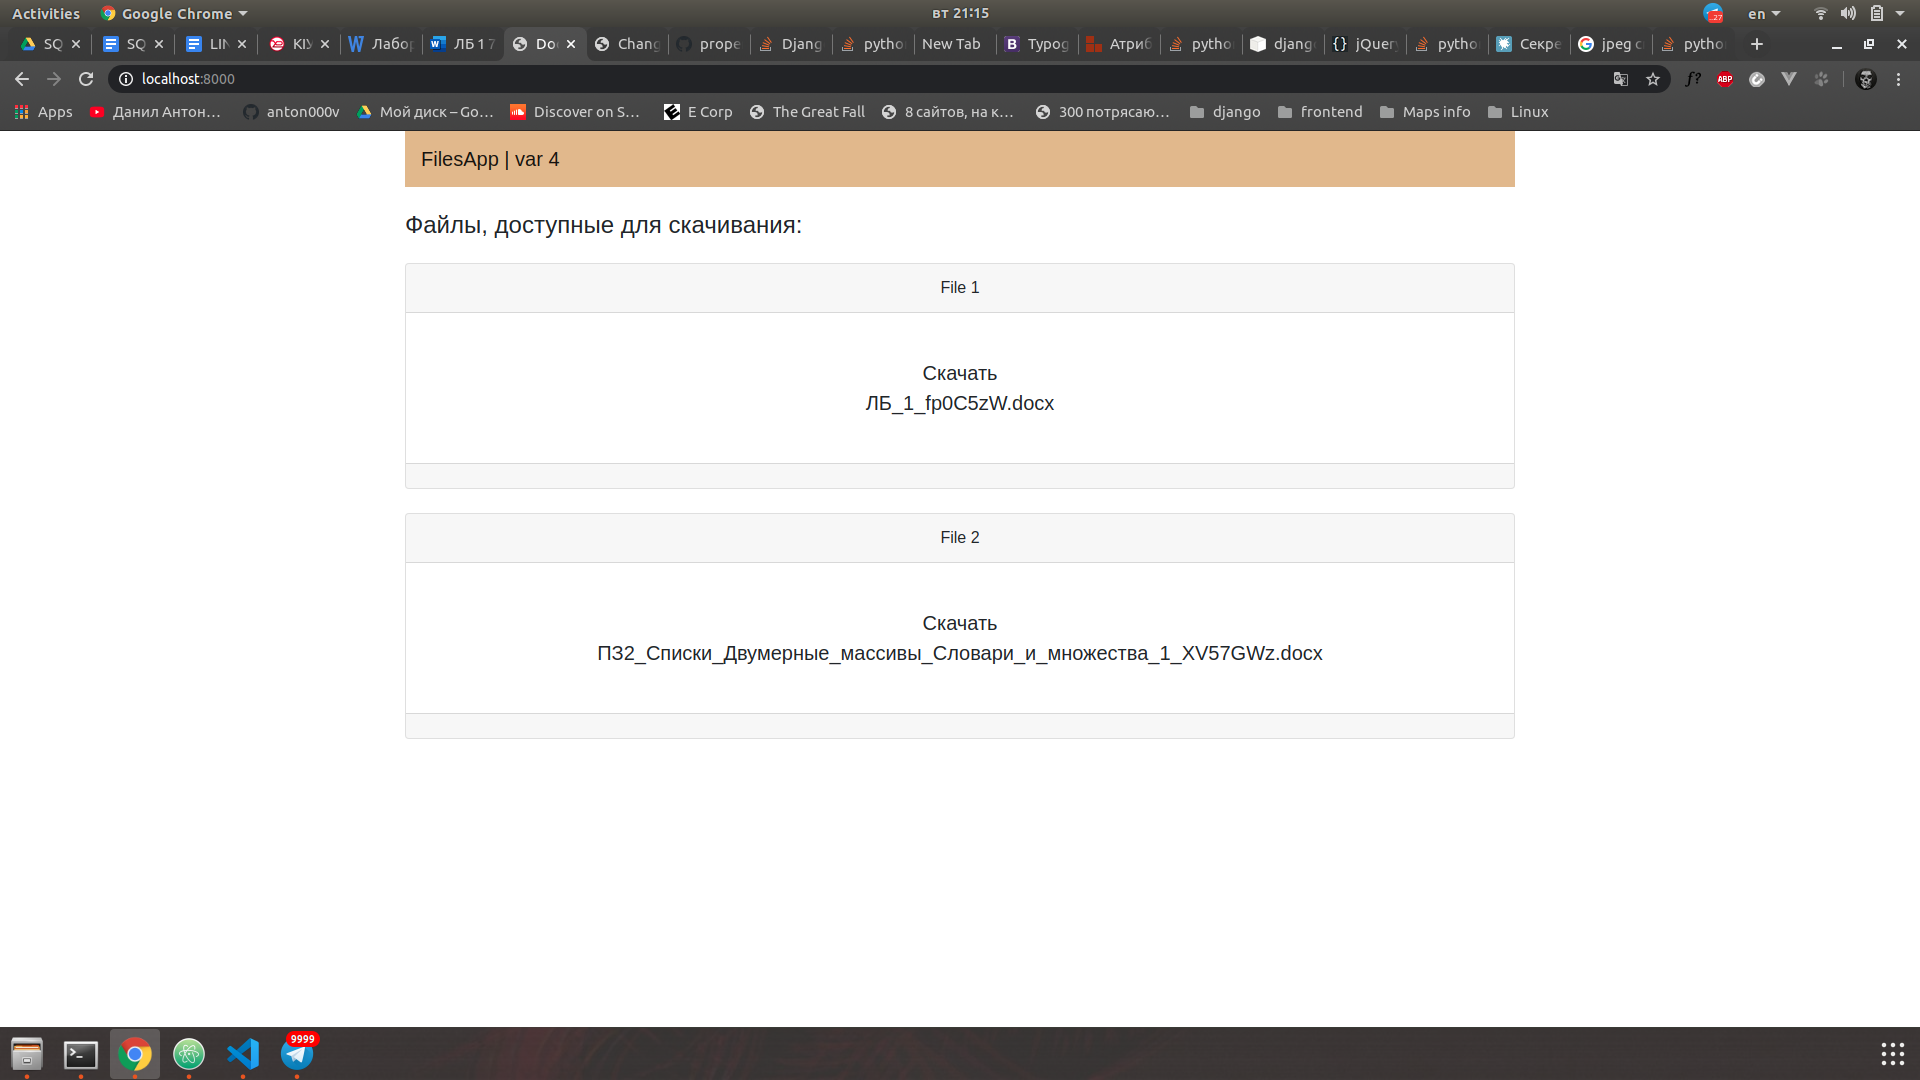 Activities Google Chrome вт 21:15 27 en
SQ SQ LIN КІУ Лабор ЛБ 1 7 Doc Chang prope Djang pytho New Tab Typog Атриб pytho djang jQuery pytho Секре jpeg c pytho
localhost:8000 f? ABP
Apps Данил Антон... anton000v Мой диск – Go... Discover on S... E Corp The Great Fall 8 сайтов, на к... 300 потрясаю... django frontend Maps info Linux
FilesApp | var 4
Файлы, доступные для скачивания:
File 1
Скачать
ЛБ_1_fp0C5zW.docx
File 2
Скачать
ПЗ2_Списки_Двумерные_массивы_Словари_и_множества_1_XV57GWz.docx
9999